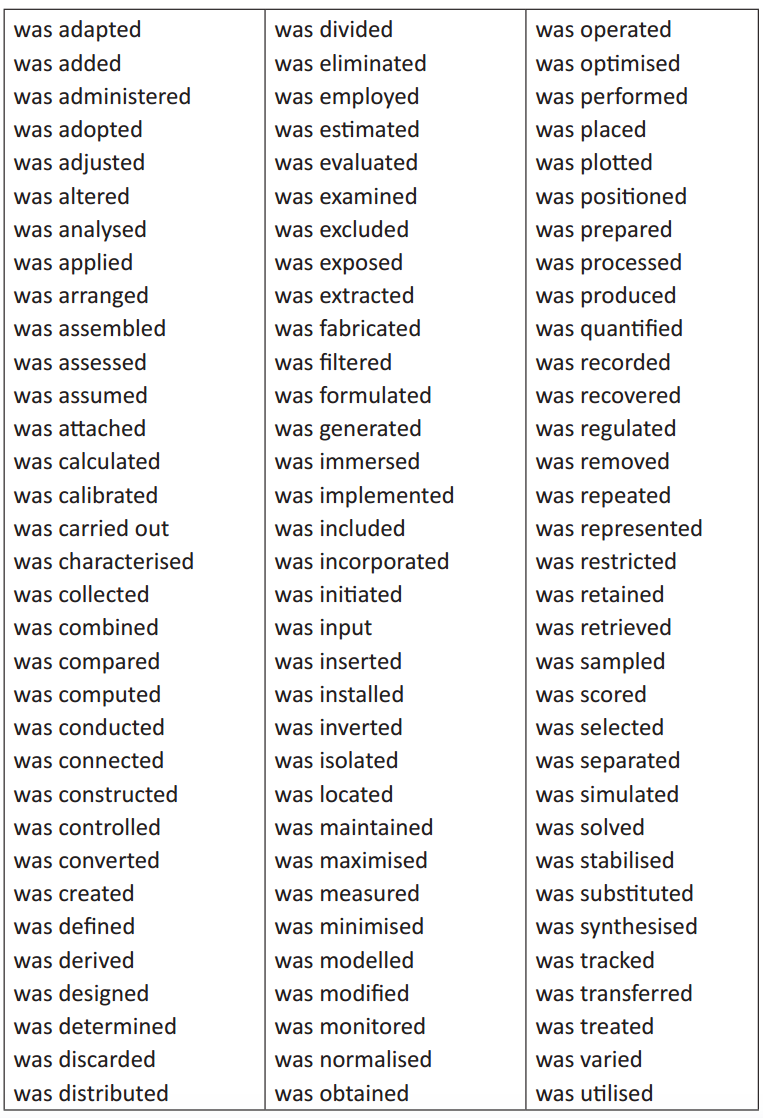 was adapted
was added
was administered
was adopted
was adjusted
was altered
was analysed
was applied
was arranged
was assembled
was assessed
was assumed
was attached
was calculated
was calibrated
was carried out
was characterised
was collected
was combined
was compared
was computed
was conducted
was connected
was constructed
was controlled
was converted
was created
was defined
was derived
was designed
was determined
was discarded
was distributed
was divided
was eliminated
was employed
was estimated
was evaluated
was examined
was excluded
was exposed
was extracted
was fabricated
was filtered
was formulated
was generated
was immersed
was implemented
was included
was incorporated
was initiated
was input
was inserted
was installed
was inverted
was isolated
was located
was maintained
was maximised
was measured
was minimised
was modelled
was modified
was monitored
was normalised
was obtained
was operated
was optimised
was performed
was placed
was plotted
was positioned
was prepared
was processed
was produced
was quantified
was recorded
was recovered
was regulated
was removed
was repeated
was represented
was restricted
was retained
was retrieved
was sampled
was scored
was selected
was separated
was simulated
was solved
was stabilised
was substituted
was synthesised
was tracked
was transferred
was treated
was varied
was utilised